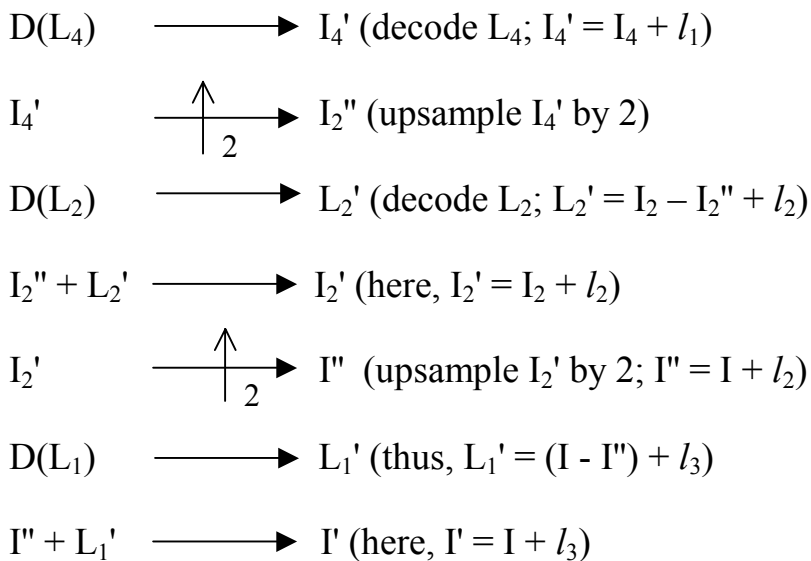 D(L₄) → I₄' (decode L₄; I₄' = I₄ + l₁)
I₄' ↑ 2 → I₂" (upsample I₄' by 2)
D(L₂) → L₂' (decode L₂; L₂' = I₂ – I₂" + l₂)
I₂" + L₂' → I₂' (here, I₂' = I₂ + l₂)
I₂' ↑ 2 → I" (upsample I₂' by 2; I" = I + l₂)
D(L₁) → L₁' (thus, L₁' = (I - I") + l₃)
I" + L₁' → I' (here, I' = I + l₃)